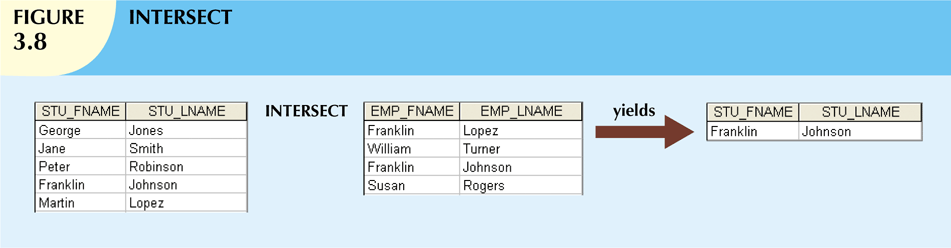 FIGURE 3.8
INTERSECT
STU_FNAME STU_LNAME
George Jones
Jane Smith
Peter Robinson
Franklin Johnson
Martin Lopez
INTERSECT
EMP_FNAME EMP_LNAME
Franklin Lopez
William Turner
Franklin Johnson
Susan Rogers
yields
STU_FNAME STU_LNAME
Franklin Johnson